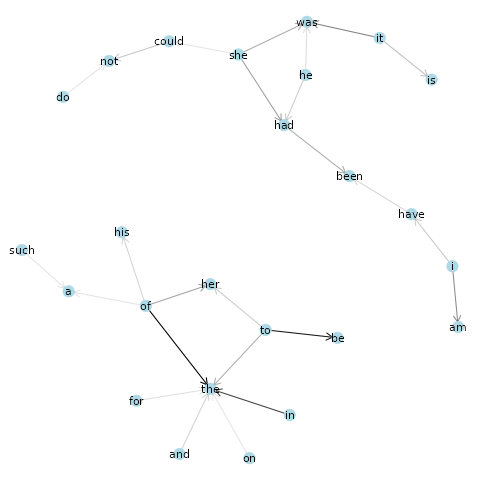 was
could
it
she
not
he
is
do
had
been
have
his
such
i
her
a
of
am
to
be
the
for
in
and
on